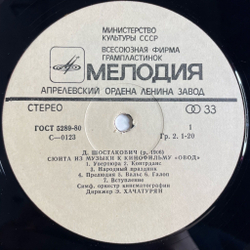 МИНИСТЕРСТВО
КУЛЬТУРЫ СССР
ВСЕСОЮЗНАЯ ФИРМА
ГРАМПЛАСТИНОК
МЕЛОДИЯ
АПРЕЛЕВСКИЙ ОРДЕНА ЛЕНИНА ЗАВОД
СТЕРЕО 33
ГОСТ 5289-80 1
С—0123 Гр. 2. 1-20
Д. ШОСТАКОВИЧ (р. 1906)
СЮИТА ИЗ МУЗЫКИ К КИНОФИЛЬМУ «ОВОД»
1. Увертюра 2. Контрданс
3. Народный праздник
4. Прелюдия 5. Вальс 6. Галоп
7. Вступление
Симф. оркестр кинематографии
Дирижер Э. ХАЧАТУРЯН